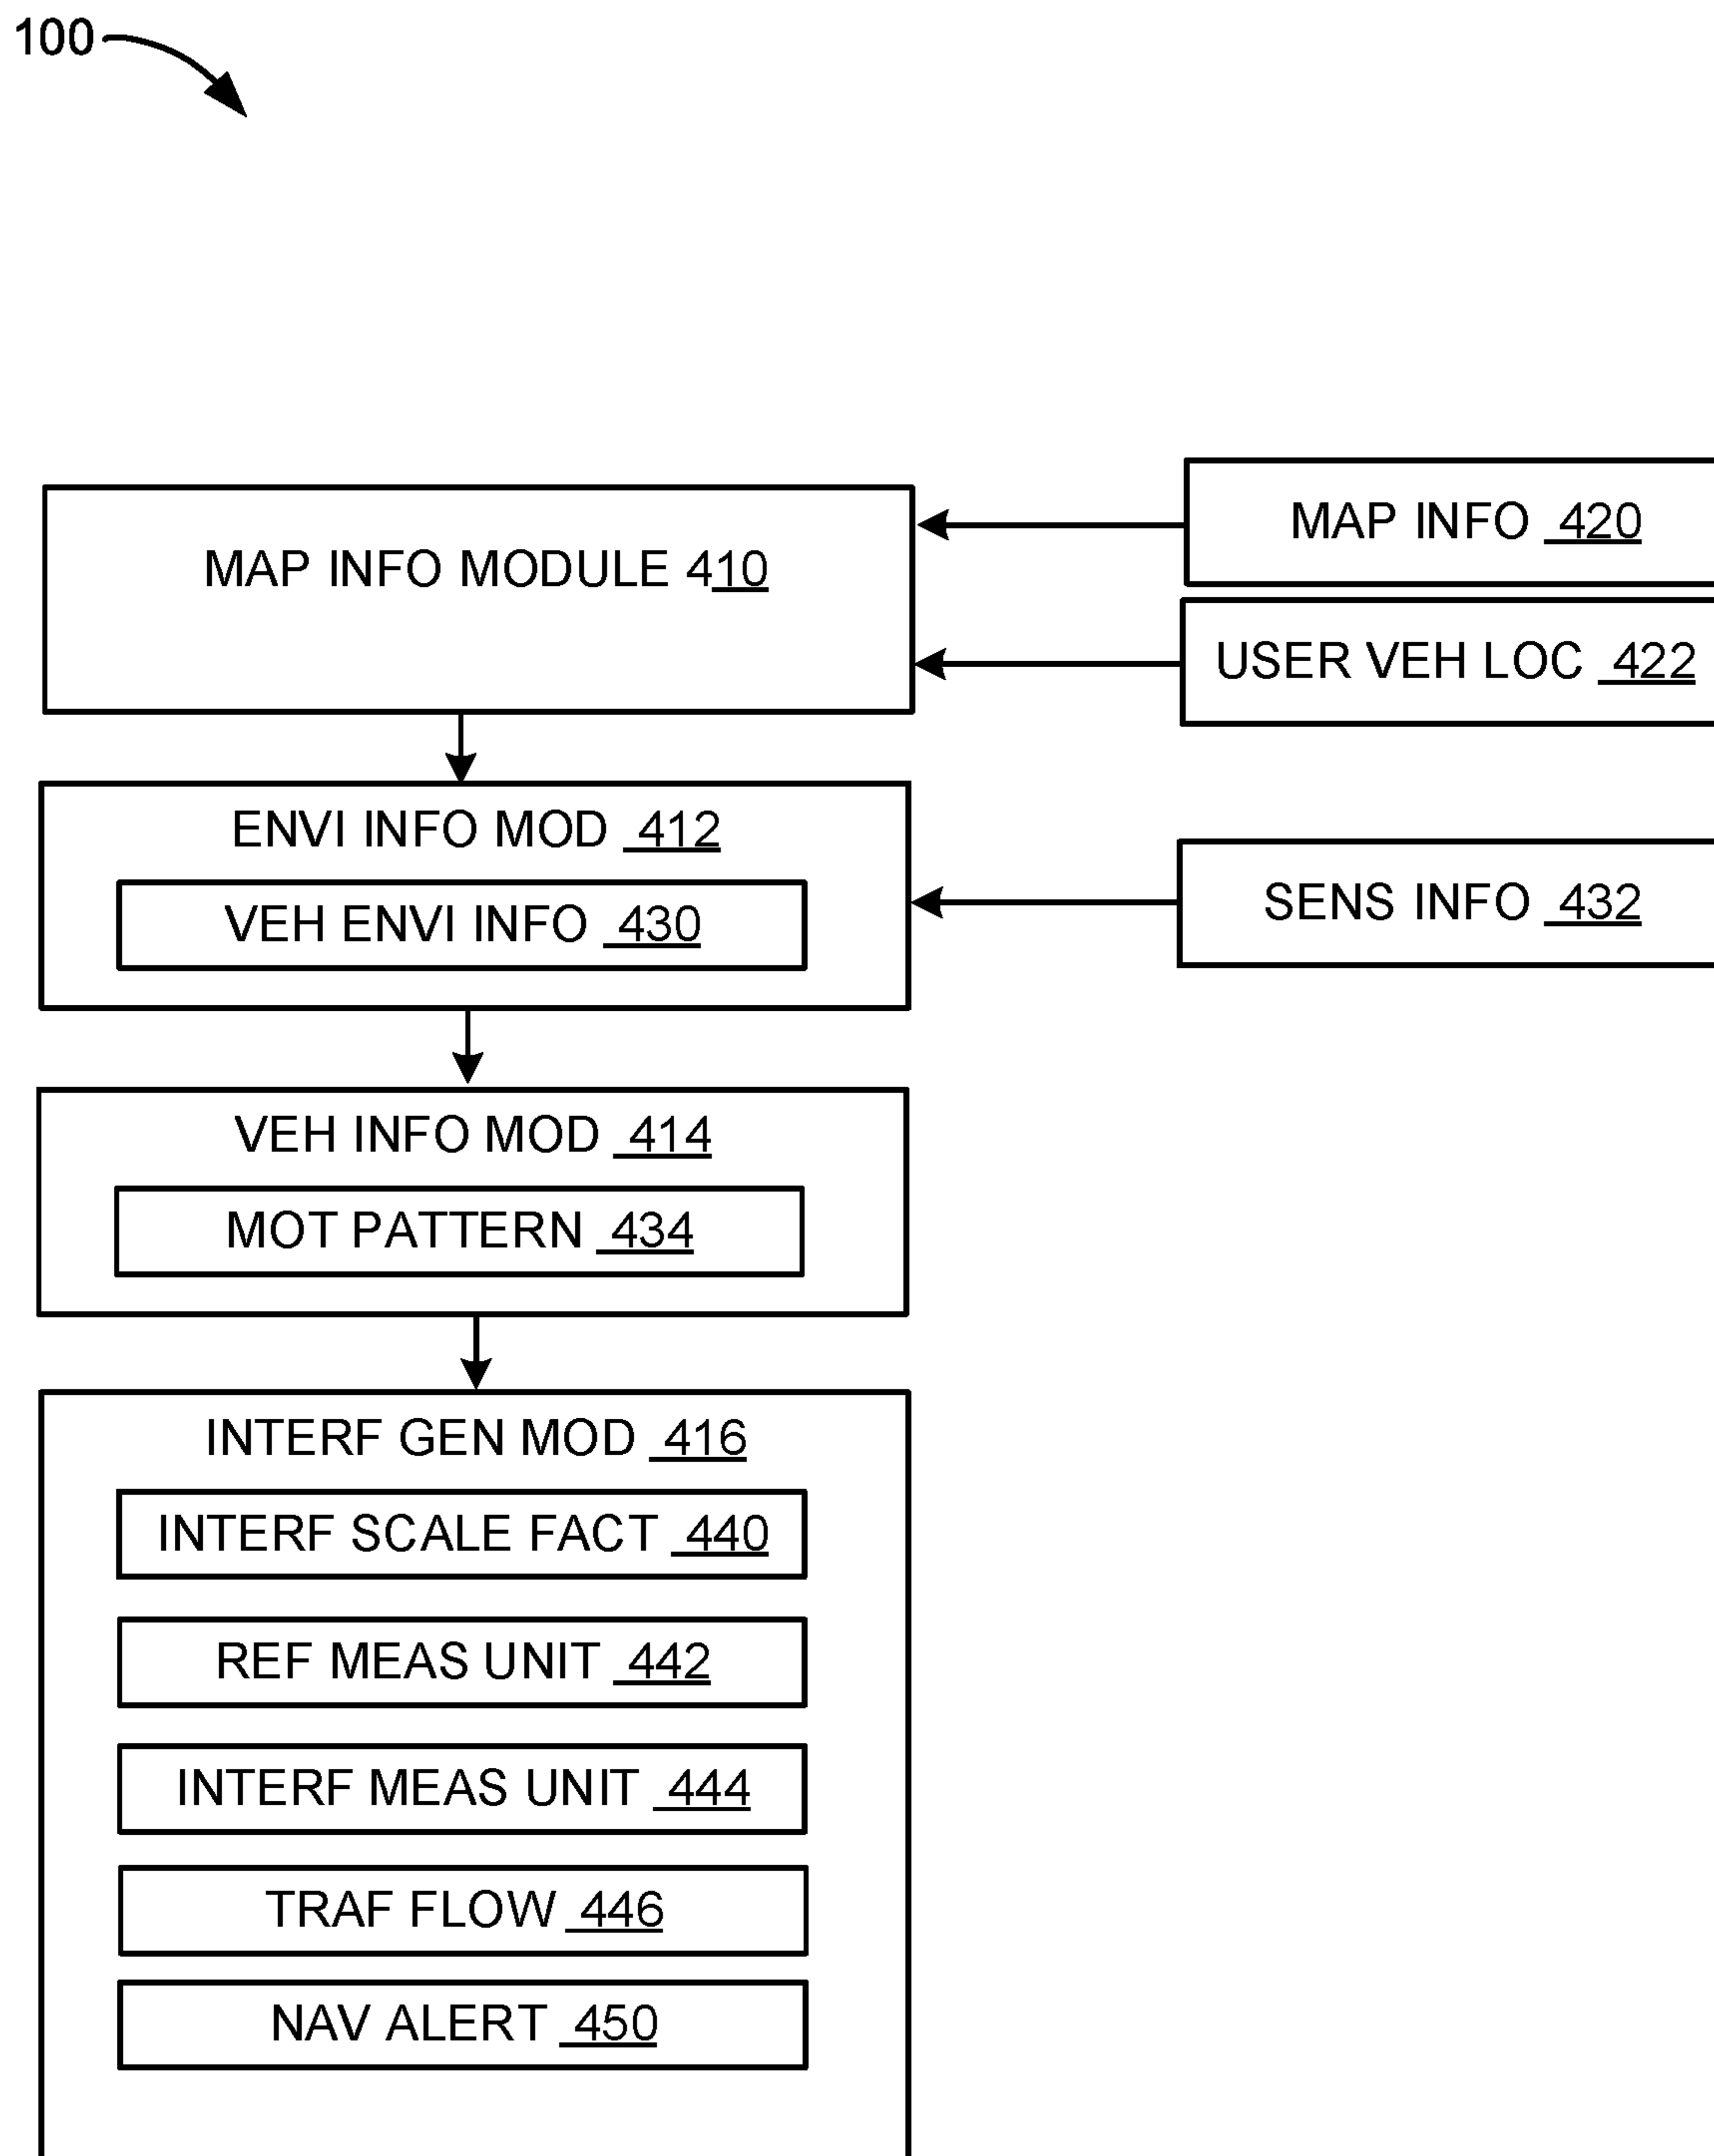 100
MAP INFO MODULE 410
MAP INFO 420
USER VEH LOC 422
ENVI INFO MOD 412
VEH ENVI INFO 430
SENS INFO 432
VEH INFO MOD 414
MOT PATTERN 434
INTERF GEN MOD 416
INTERF SCALE FACT 440
REF MEAS UNIT 442
INTERF MEAS UNIT 444
TRAF FLOW 446
NAV ALERT 450